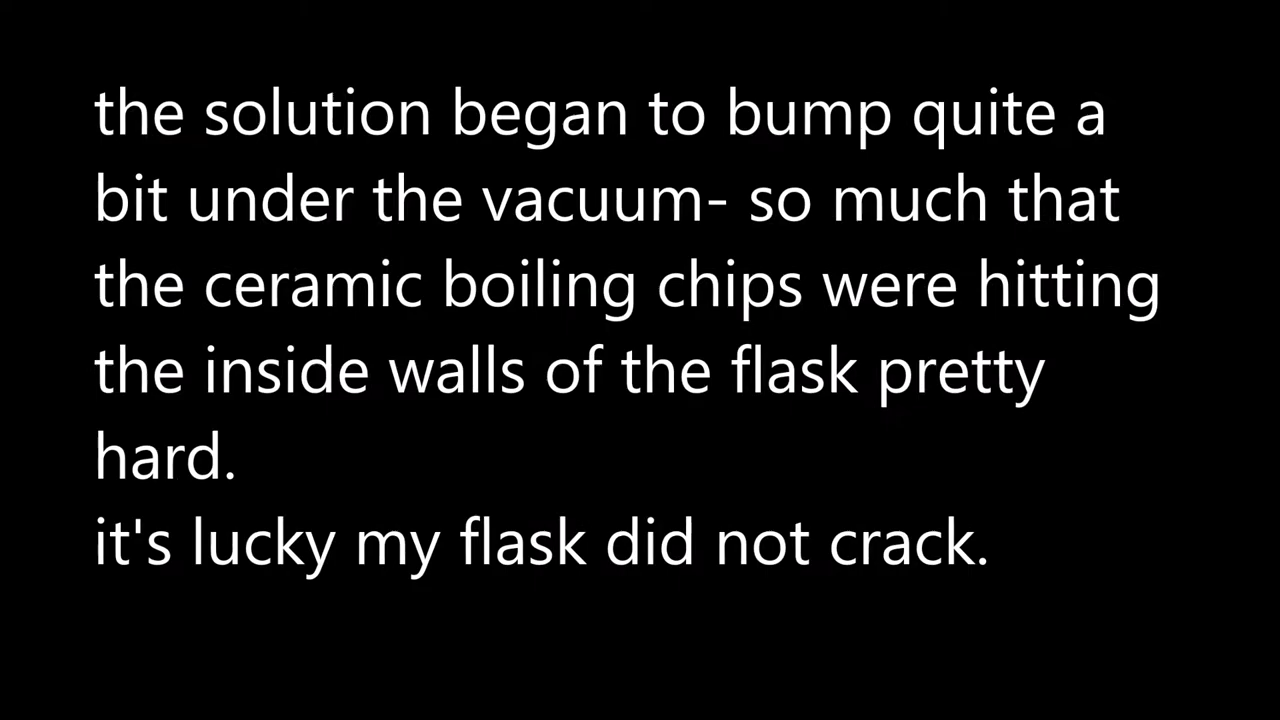 the solution began to bump quite a
bit under the vacuum- so much that
the ceramic boiling chips were hitting
the inside walls of the flask pretty
hard.
it's lucky my flask did not crack.